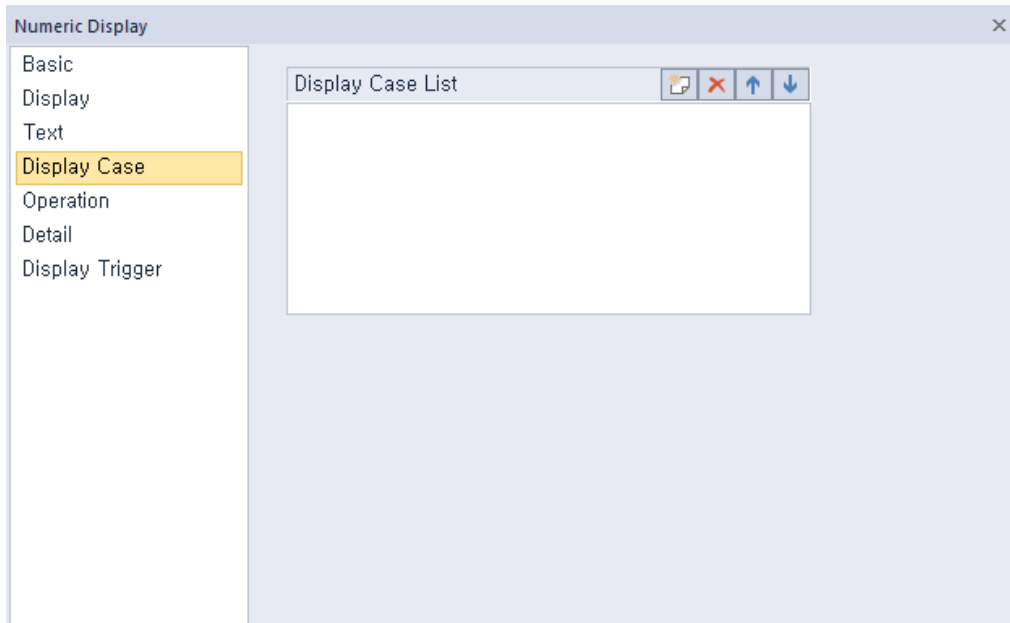 Numeric Display
Basic
Display
Text
Display Case
Operation
Detail
Display Trigger
Display Case List